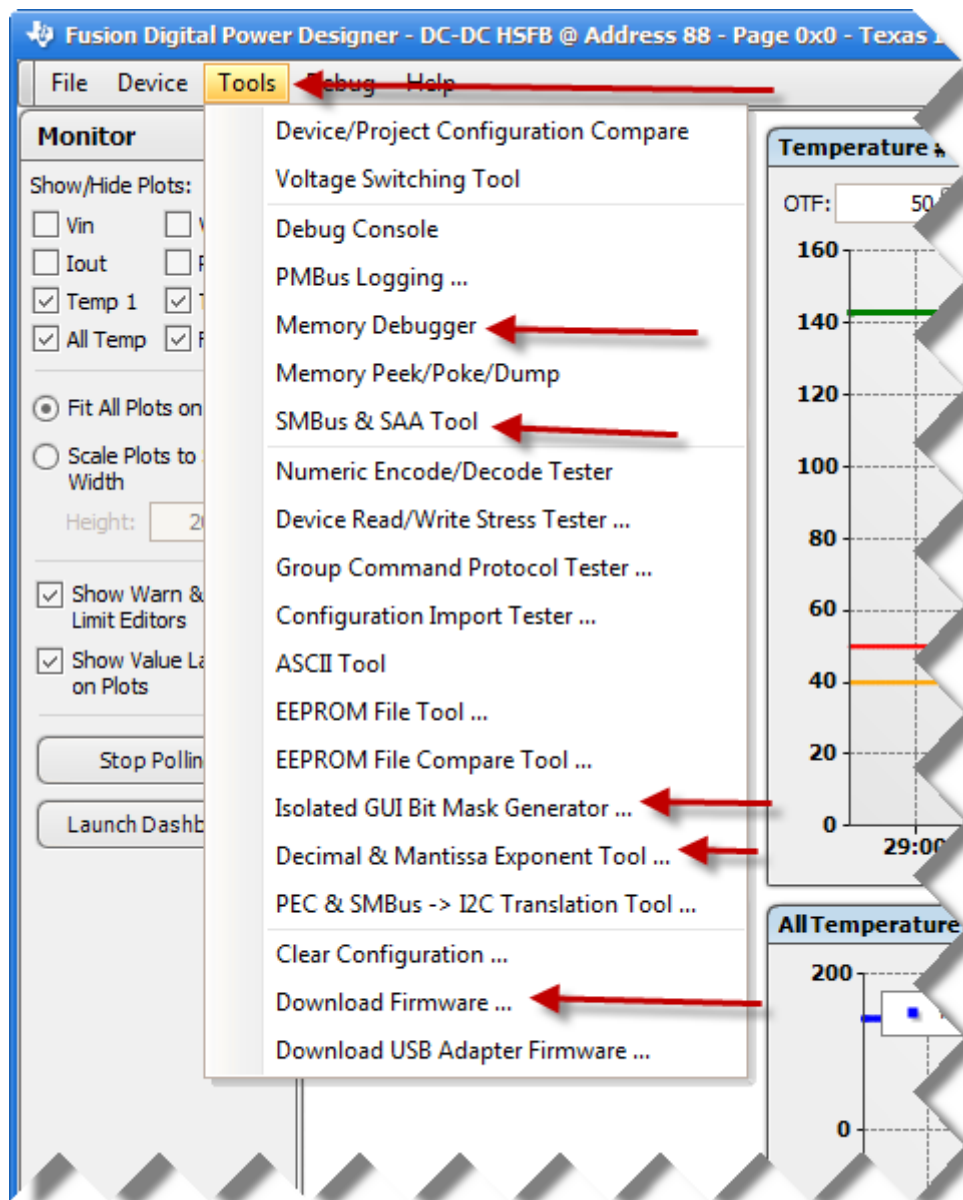 Fusion Digital Power Designer - DC-DC HSFB @ Address 88 - Page 0x0 - Texas
File Device Tools Debug Help
Monitor
Show/Hide Plots:
Vin
Iout
Temp 1
All Temp
Fit All Plots on
Scale Plots to
Width
Height:
Show Warn &
Limit Editors
Show Value
on Plots
Stop
Launch
Device/Project Configuration Compare
Voltage Switching Tool
Debug Console
PMBus Logging ...
Memory Debugger
Memory Peek/Poke/Dump
SMBus & SAA Tool
Numeric Encode/Decode Tester
Device Read/Write Stress Tester ...
Group Command Protocol Tester ...
Configuration Import Tester ...
ASCII Tool
EEPROM File Tool ...
EEPROM File Compare Tool ...
Isolated GUI Bit Mask Generator ...
Decimal & Mantissa Exponent Tool ...
PEC & SMBus -> I2C Translation Tool ...
Clear Configuration ...
Download Firmware ...
Download USB Adapter Firmware ...
Temperature
OTF: 50
160
140
120
100
80
60
40
20
0
29:00
All Temperature
200
0